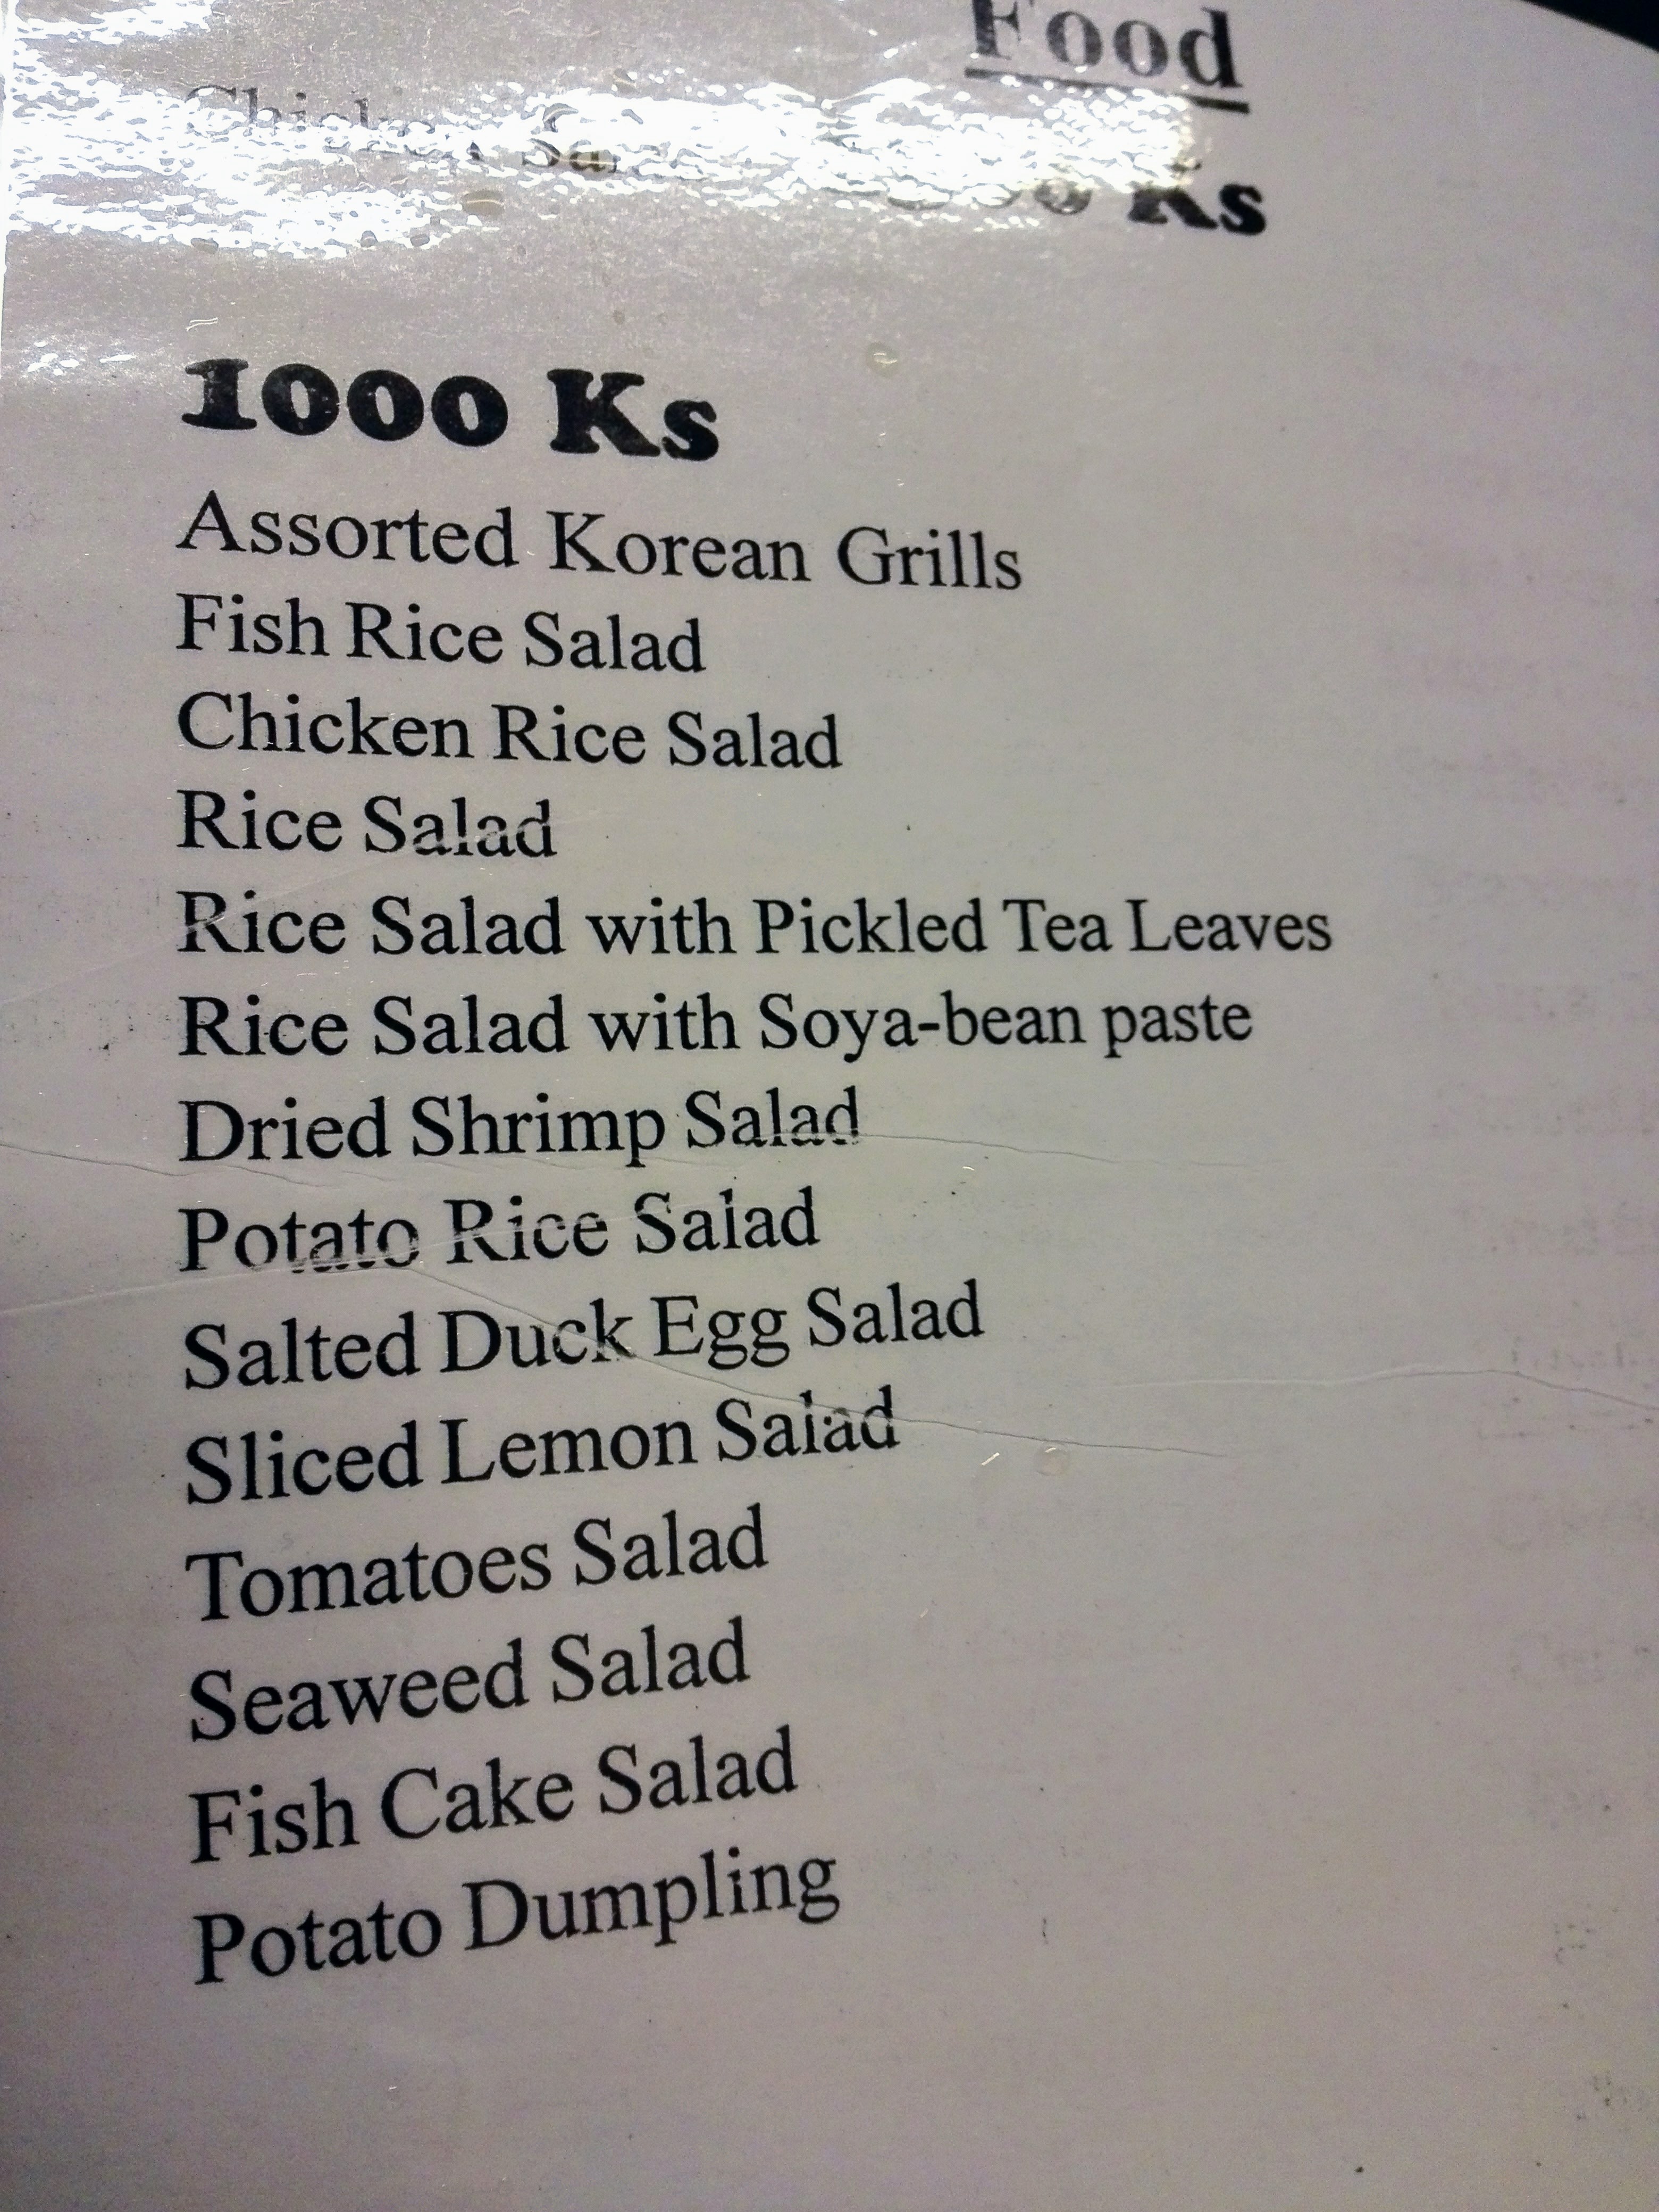 Food
Chicken
Ks
1000 Ks
Assorted Korean Grills
Fish Rice Salad
Chicken Rice Salad
Rice Salad
Rice Salad with Pickled Tea Leaves
Rice Salad with Soya-bean paste
Dried Shrimp Salad
Potato Rice Salad
Salted Duck Egg Salad
Sliced Lemon Salad
Tomatoes Salad
Seaweed Salad
Fish Cake Salad
Potato Dumpling